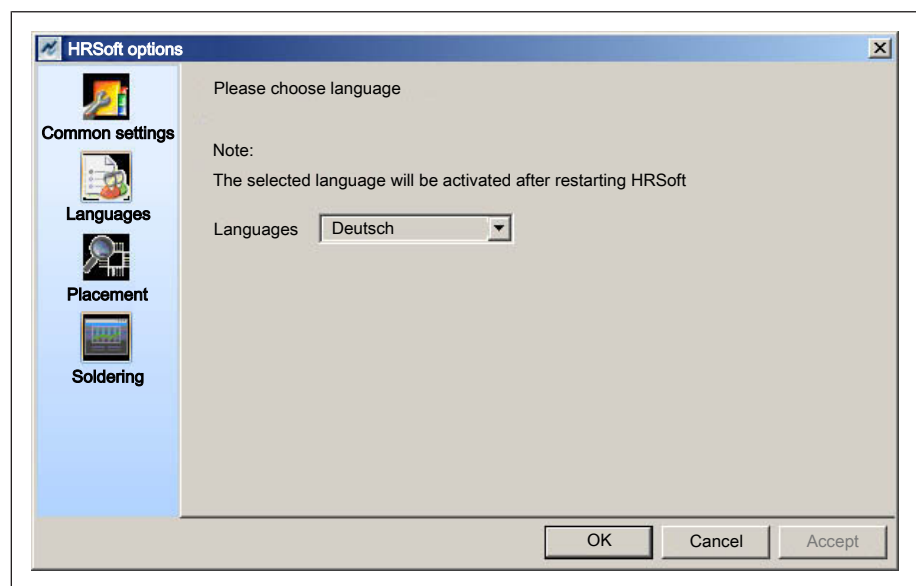 HRSoft options
Common settings
Languages
Placement
Soldering
Please choose language
Note:
The selected language will be activated after restarting HRSoft
Languages Deutsch
OK Cancel Accept